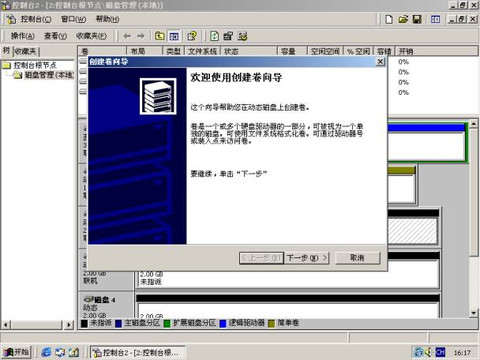 控制台2 - [2:控制台根节点\磁盘管理(本地)]
控制台(C) 窗口(W) 帮助(H)
操作(A) 查看(V) 收藏夹(F)
树 收藏夹
控制台根节点
磁盘管理(本地)
卷 布局 类型 文件系统 状态 容量 空闲空间 % 空闲 容错 开销
0%
0%
0%
0%
创建卷向导
欢迎使用创建卷向导
这个向导帮助您在动态磁盘上创建卷。
卷是一个或多个硬盘驱动器的一部分,可被视为一个单
独的磁盘。可使用文件系统格式化卷。可通过驱动器号
或装入点来访问卷。
要继续,单击“下一步”
<上一步(B) 下一步(N)> 取消
2.00 GB
联机
2.00 GB
未指派
磁盘 4
动态
2.00 GB
2.00 GB
未指派 主磁盘分区 扩展磁盘分区 逻辑驱动器 简单卷
开始
控制台2 - [2:控制台根...
CH
16:17